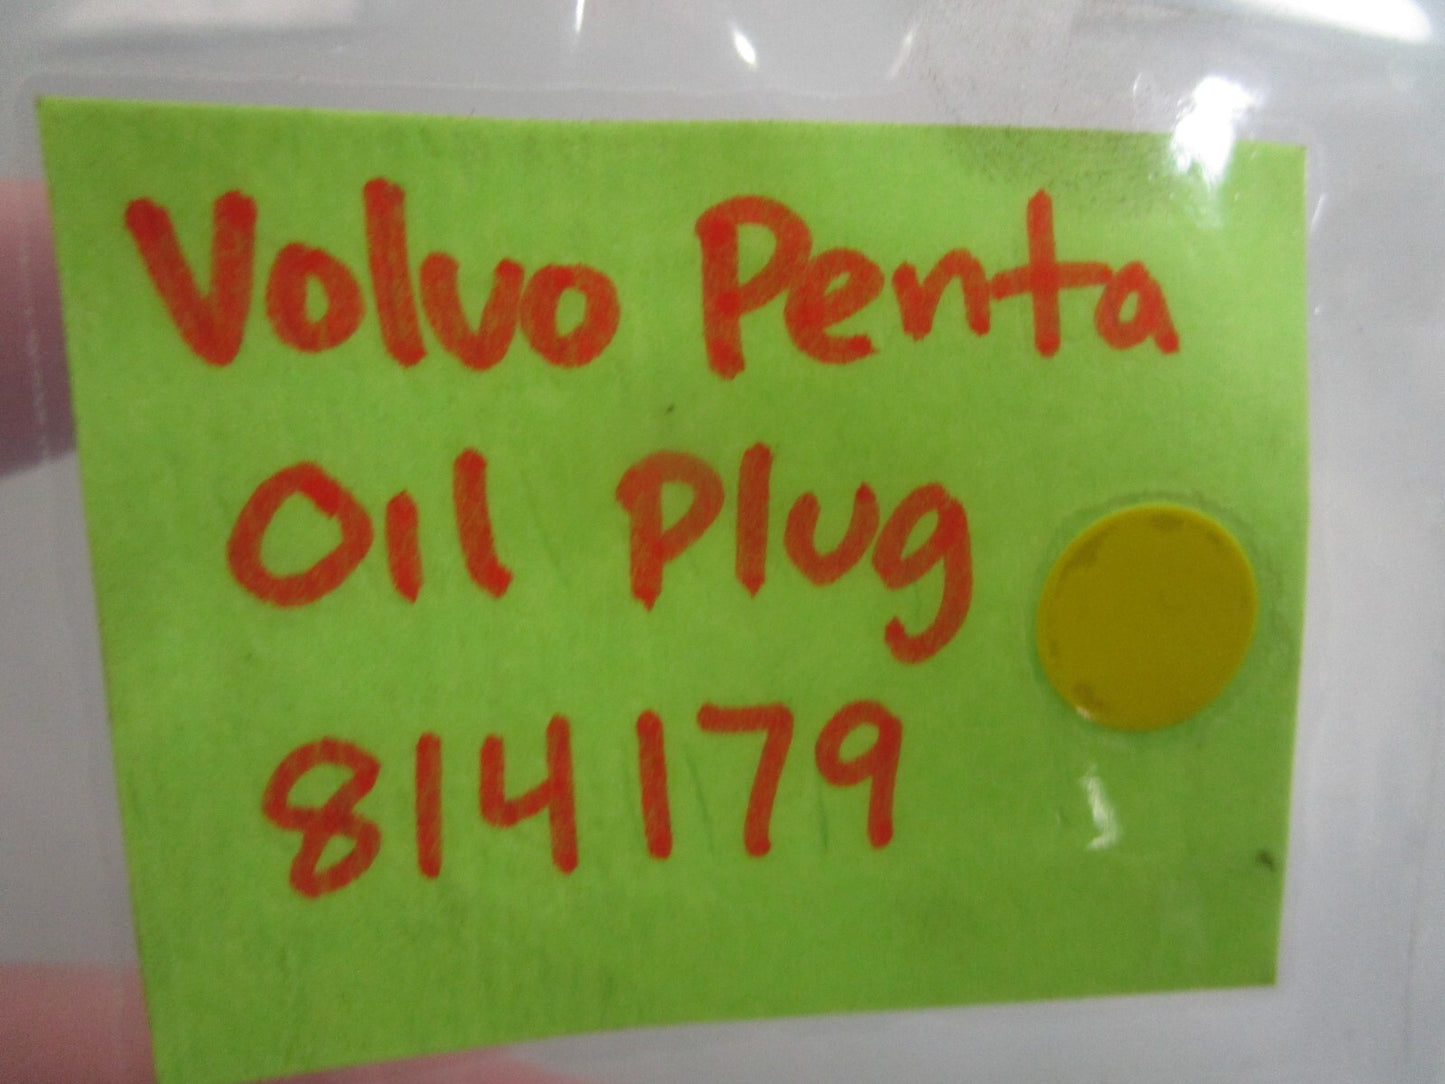 Volvo Penta
Oil Plug
814179